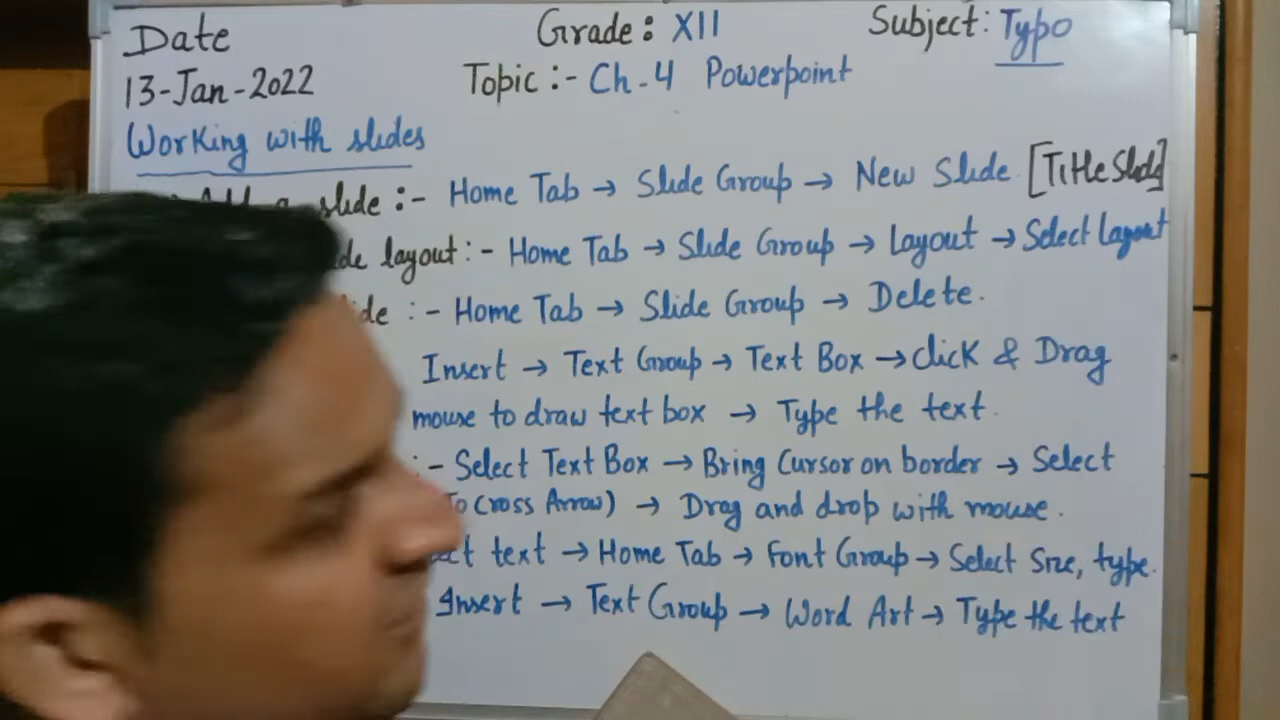 Date Grade: XII Subject: Typo
13-Jan-2022 Topic :- Ch-4 Powerpoint
Working with slides
slide :- Home Tab → Slide Group → New Slide [Title Slide]
layout :- Home Tab → Slide Group → Layout → Select Layout
:- Home Tab → Slide Group → Delete.
Insert → Text Group → Text Box → click & Drag
mouse to draw text box → Type the text.
:- Select Text Box → Bring Cursor on border → Select
Cross Arrow) → Drag and drop with mouse.
text → Home Tab → Font Group → Select Size, type.
Insert → Text Group → Word Art → Type the text